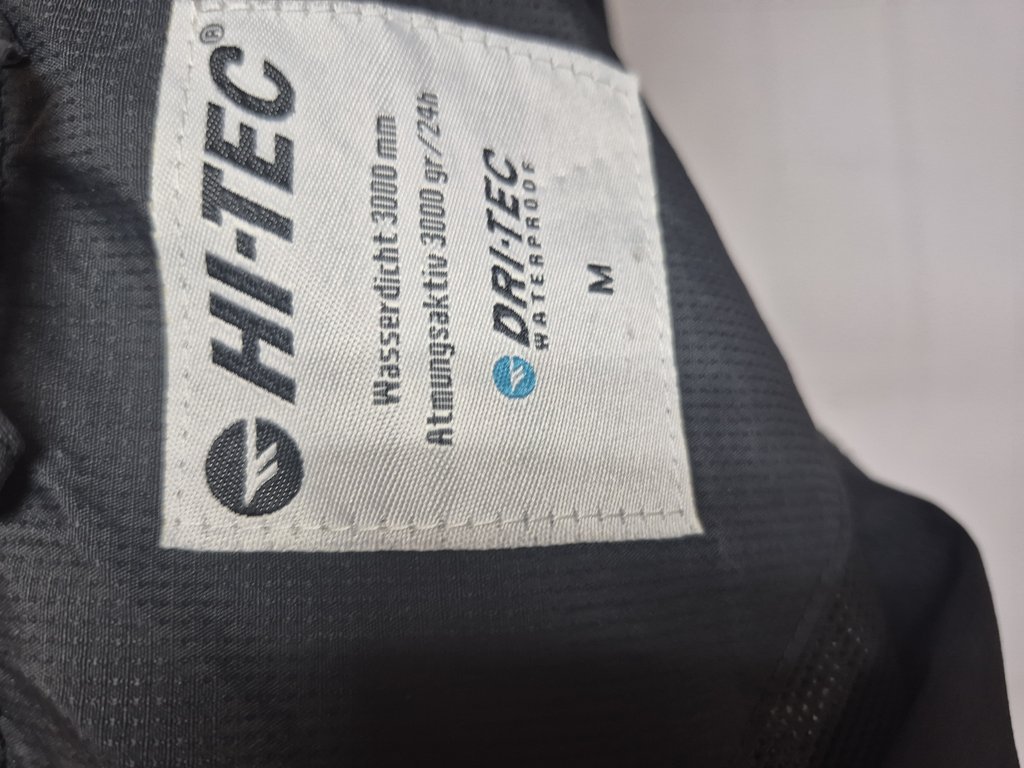 HI-TEC®
Wasserdicht 3000 mm
Atmungsaktiv 3000 gr/24h
DRI-TEC
WATERPROOF
M